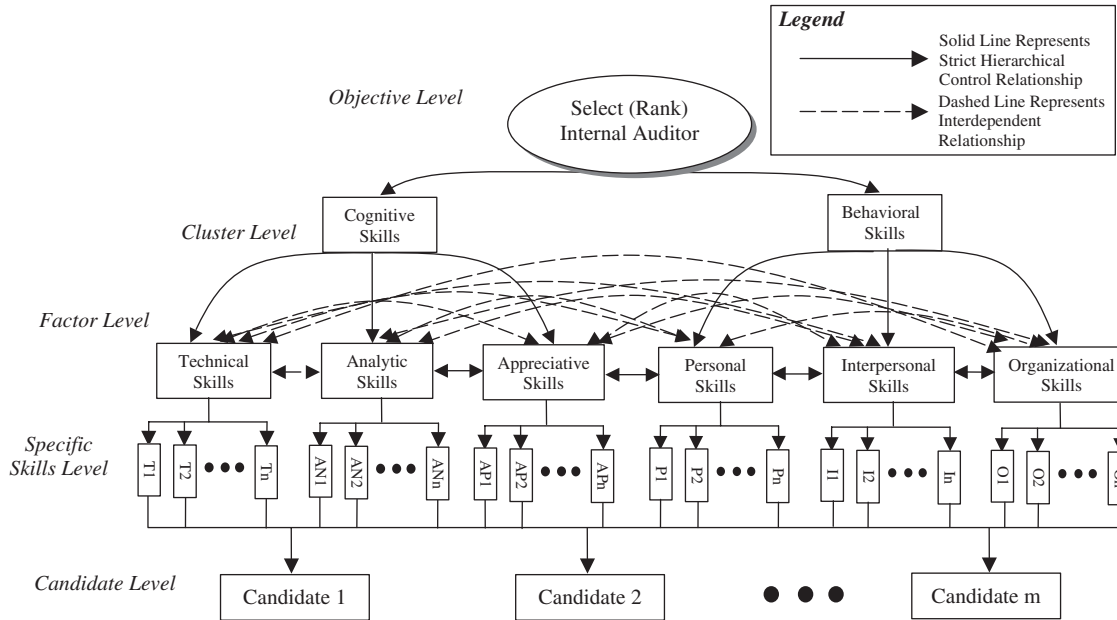 Legend
Solid Line Represents
Strict Hierarchical
Control Relationship
Dashed Line Represents
Interdependent
Relationship
Objective Level
Select (Rank)
Internal Auditor
Cluster Level
Cognitive
Skills
Behavioral
Skills
Factor Level
Technical
Skills
Analytic
Skills
Appreciative
Skills
Personal
Skills
Interpersonal
Skills
Organizational
Skills
Specific
Skills Level
T1
T2
Tn
AN1
AN2
ANn
AP1
AP2
APn
P1
P2
Pn
I1
I2
In
O1
O2
Candidate Level
Candidate 1
Candidate 2
Candidate m